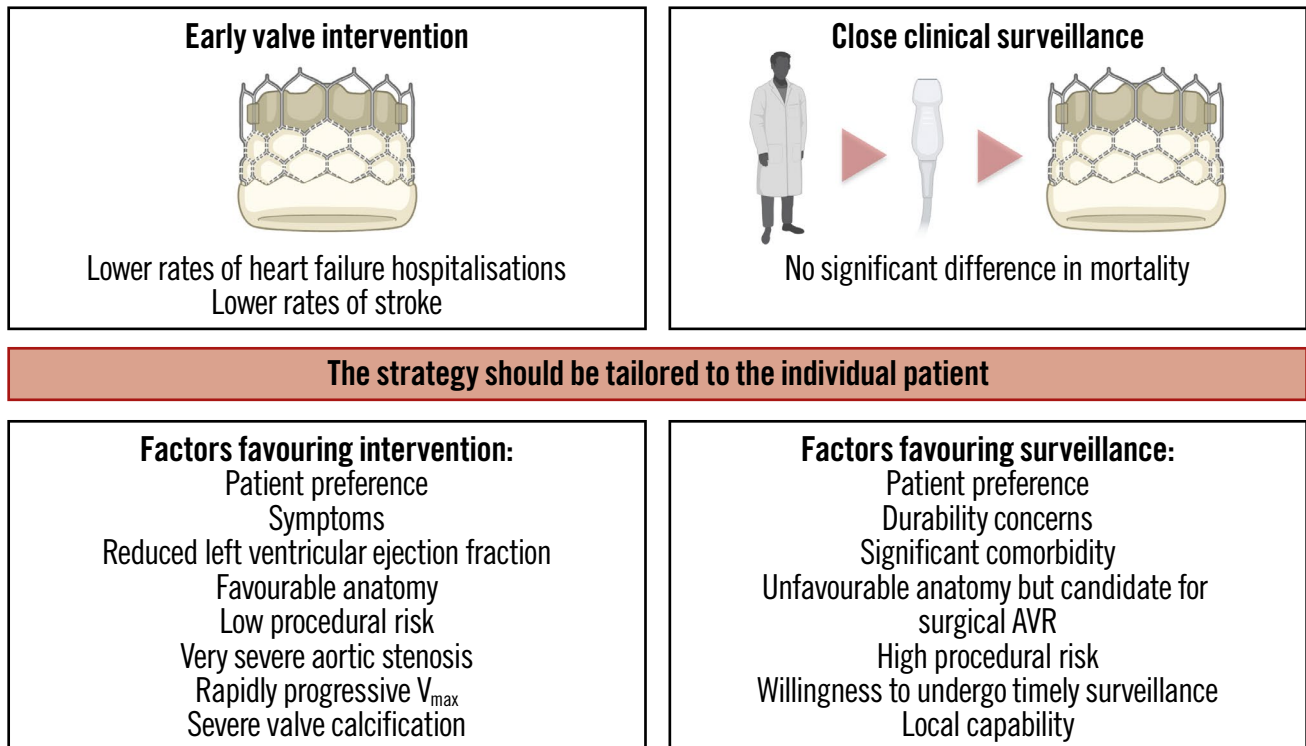 Early valve intervention
Lower rates of heart failure hospitalisations
Lower rates of stroke
Close clinical surveillance
No significant difference in mortality
The strategy should be tailored to the individual patient
Factors favouring intervention:
Patient preference
Symptoms
Reduced left ventricular ejection fraction
Favourable anatomy
Low procedural risk
Very severe aortic stenosis
Rapidly progressive Vmax
Severe valve calcification
Factors favouring surveillance:
Patient preference
Durability concerns
Significant comorbidity
Unfavourable anatomy but candidate for
surgical AVR
High procedural risk
Willingness to undergo timely surveillance
Local capability